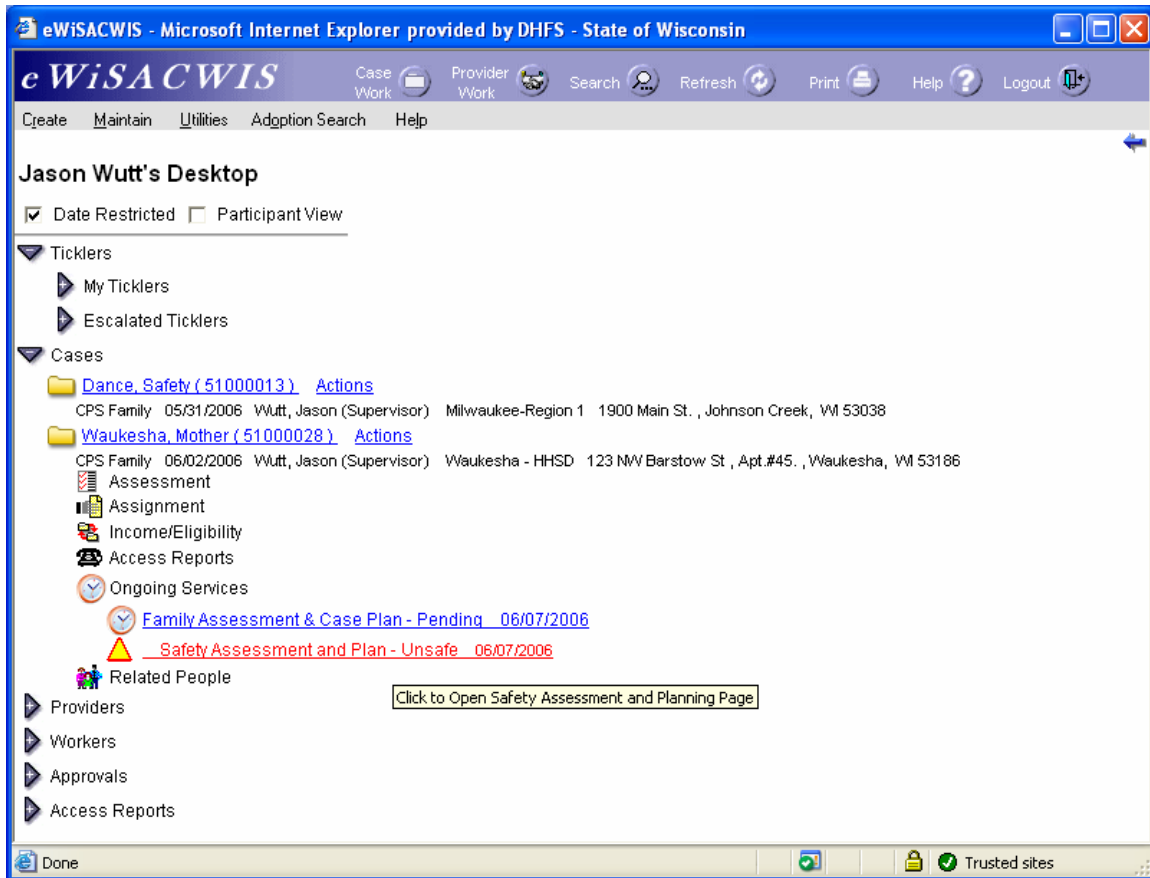 eWiSACWIS - Microsoft Internet Explorer provided by DHFS - State of Wisconsin
eWiSACWIS Case Work Provider Work Search Refresh Print Help Logout
Create Maintain Utilities Adoption Search Help
Jason Wutt's Desktop
Date Restricted Participant View
Ticklers
My Ticklers
Escalated Ticklers
Cases
Dance, Safety ( 51000013 ) Actions
CPS Family 05/31/2006 Wutt, Jason (Supervisor) Milwaukee-Region 1 1900 Main St. , Johnson Creek, WI 53038
Waukesha, Mother ( 51000028 ) Actions
CPS Family 06/02/2006 Wutt, Jason (Supervisor) Waukesha - HHSD 123 NW Barstow St , Apt.#45. , Waukesha, WI 53186
Assessment
Assignment
Income/Eligibility
Access Reports
Ongoing Services
Family Assessment & Case Plan - Pending 06/07/2006
Safety Assessment and Plan - Unsafe 06/07/2006
Related People
Click to Open Safety Assessment and Planning Page
Providers
Workers
Approvals
Access Reports
Done Trusted sites